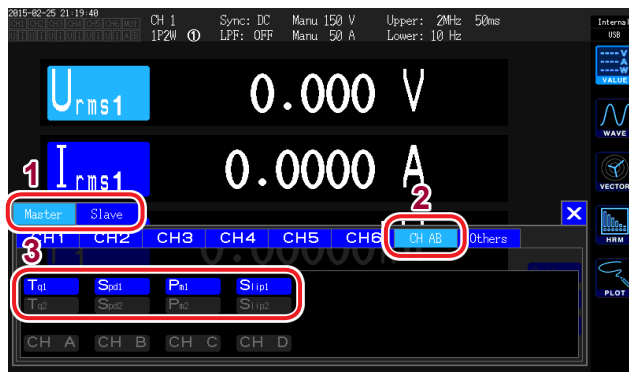 2015-02-25 21:19:40
CH 1 Sync: DC Manu 150 V Upper: 2MHz 50ms
1P2W ① LPF: OFF Manu 50 A Lower: 10 Hz
Internal
USB
Urms1 0.000 V
VALUE
WAVE
Irms1 0.0000 A
VECTOR
1
2
Master Slave
HRM
CH1 CH2 CH3 CH4 CH5 CH6 CH AB Others
3
PLOT
Tq1 Spd1 Pm1 Slip1
Tq2 Spd2 Pm2 Slip2
CH A CH B CH C CH D